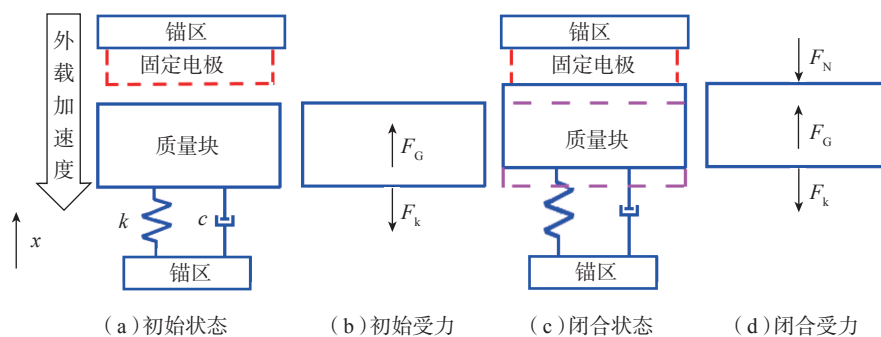 外载加速度
x
锚区
固定电极
质量块
k
c
锚区
(a)初始状态
F_G
F_k
(b)初始受力
锚区
固定电极
质量块
锚区
(c)闭合状态
F_N
F_G
F_k
(d)闭合受力